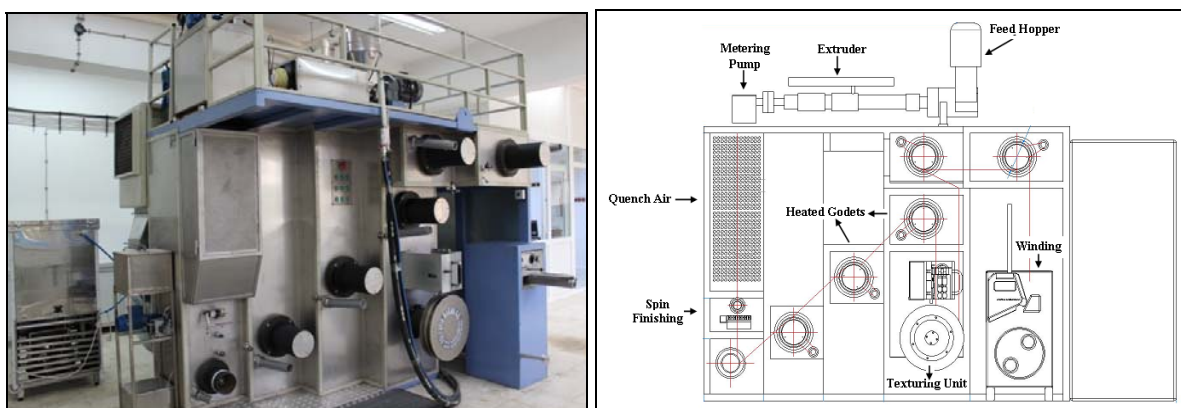 Feed Hopper
Extruder
Metering
Pump
Quench Air
Heated Godets
Winding
Spin
Finishing
Texturing Unit